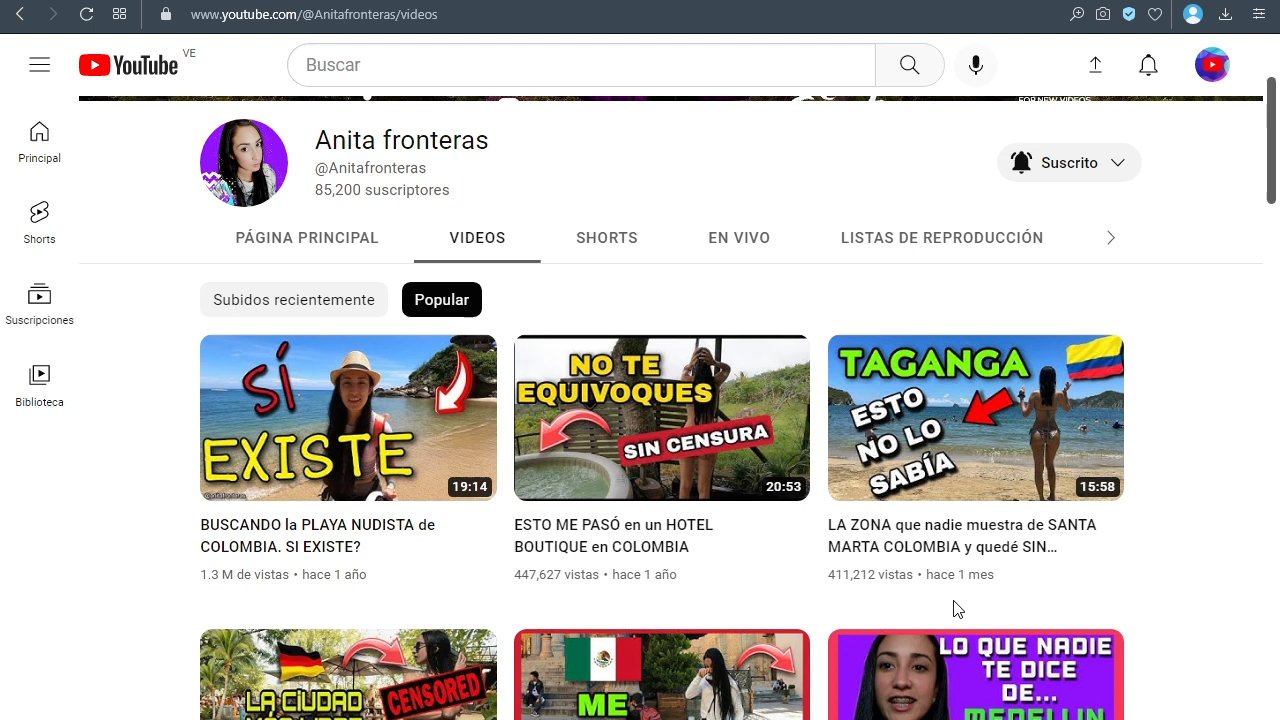 www.youtube.com/@Anitafronteras/videos
YouTube VE
Buscar
FOR NEW VIDEOS
Principal
Shorts
Suscripciones
Biblioteca
Anita fronteras
@Anitafronteras
85,200 suscriptores
Suscrito
PÁGINA PRINCIPAL VIDEOS SHORTS EN VIVO LISTAS DE REPRODUCCIÓN
Subidos recientemente Popular
SÍ
EXISTE
@anitafronteras
19:14
NO TE
EQUIVOQUES
SIN CENSURA
20:53
TAGANGA
ESTO
NO LO
SABÍA
15:58
BUSCANDO la PLAYA NUDISTA de
COLOMBIA. SI EXISTE?
1.3 M de vistas • hace 1 año
ESTO ME PASÓ en un HOTEL
BOUTIQUE en COLOMBIA
447,627 vistas • hace 1 año
LA ZONA que nadie muestra de SANTA
MARTA COLOMBIA y quedé SIN...
411,212 vistas • hace 1 mes
LA CIUDAD
CENSORED
ME
LO QUE NADIE
TE DICE
DE...
MEDELLIN